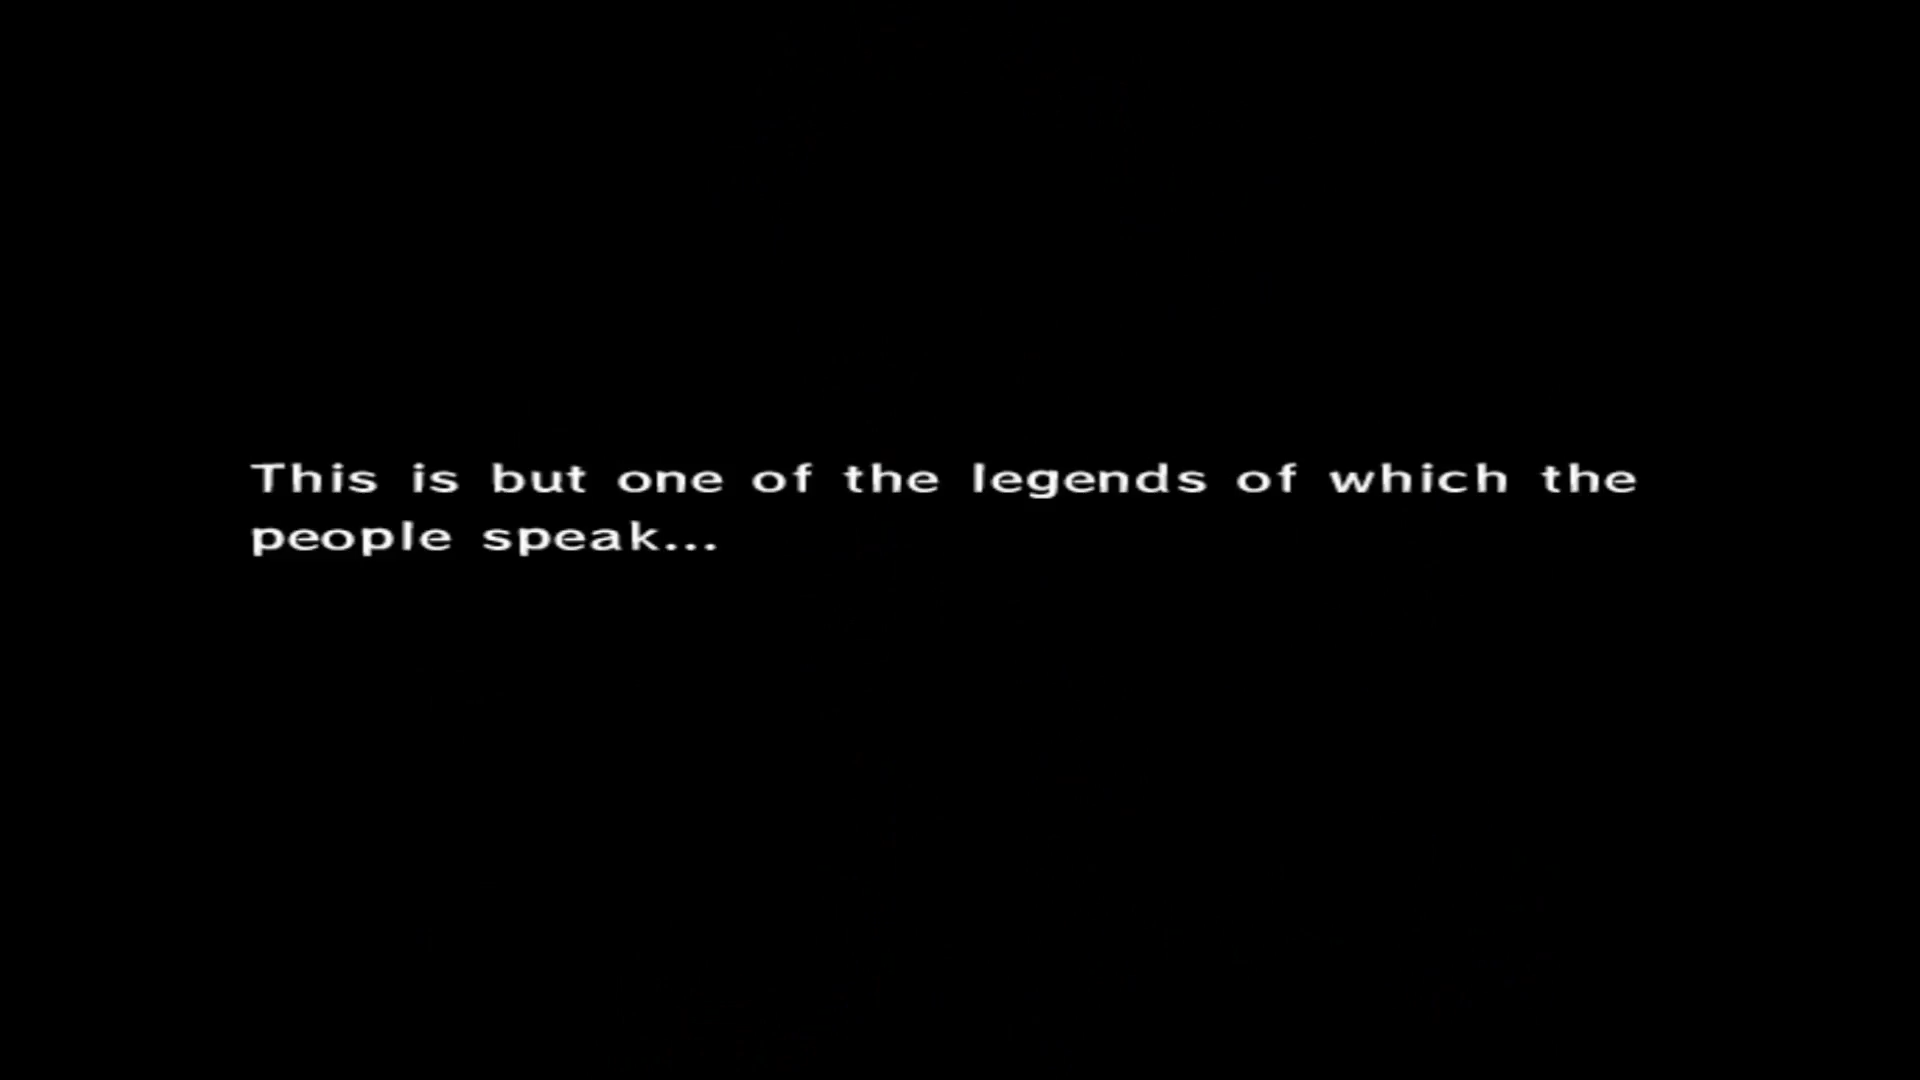 This is but one of the legends of which the
people speak...